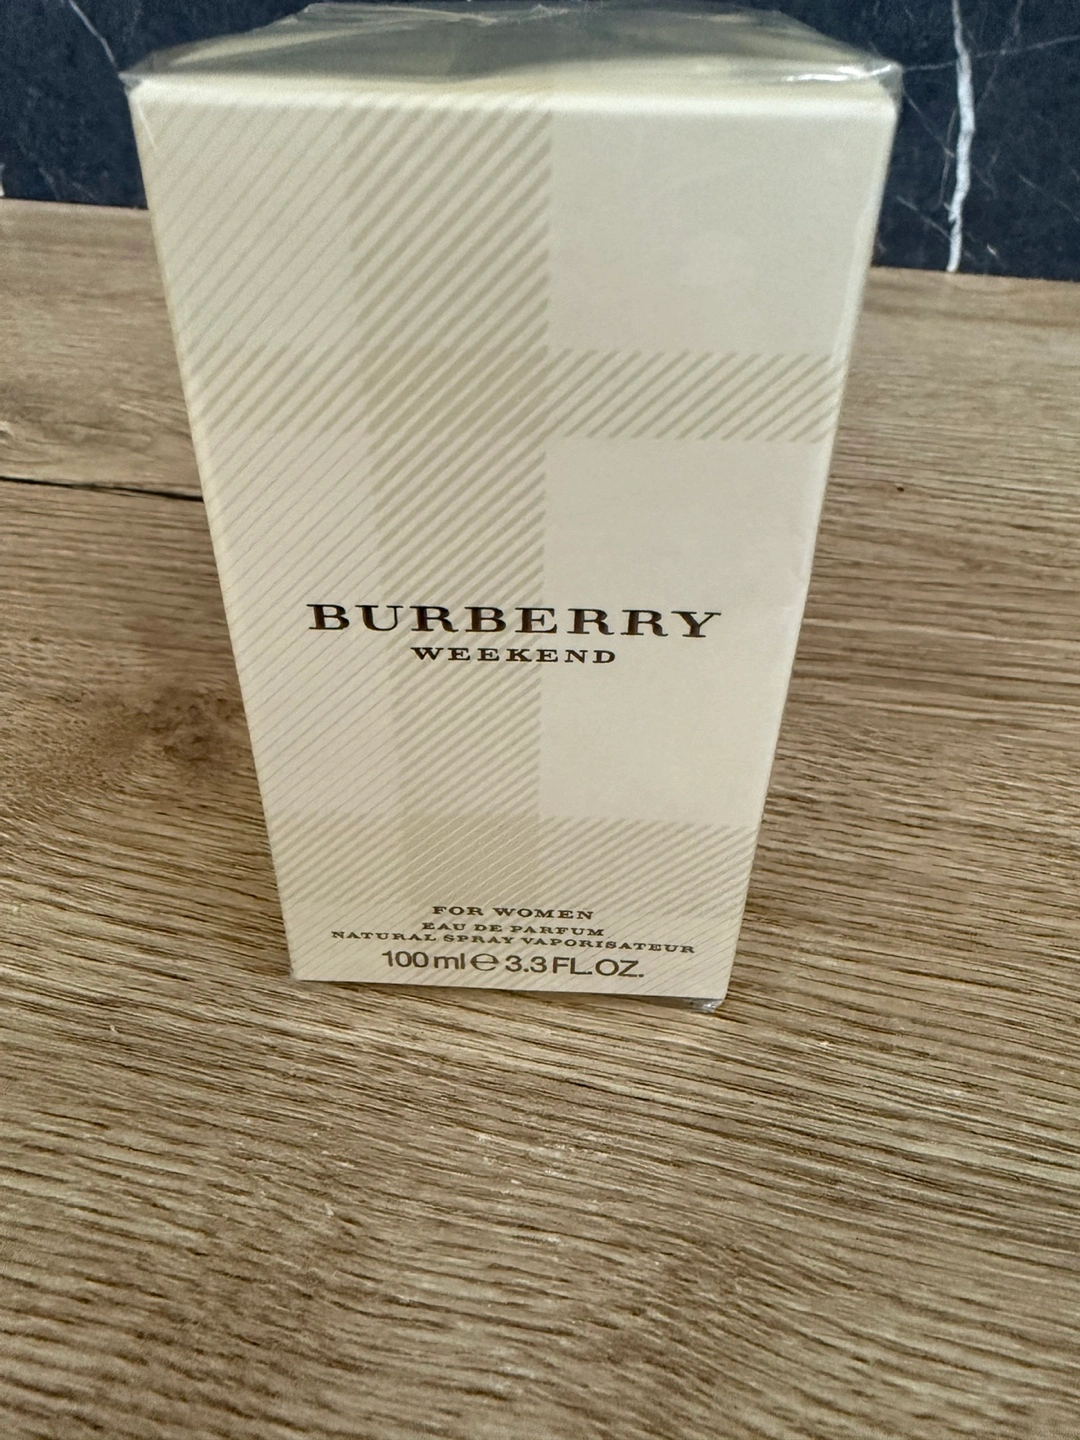 BURBERRY
WEEKEND
FOR WOMEN
EAU DE PARFUM
NATURAL SPRAY VAPORISATEUR
100 ml ℮ 3.3 FL.OZ.